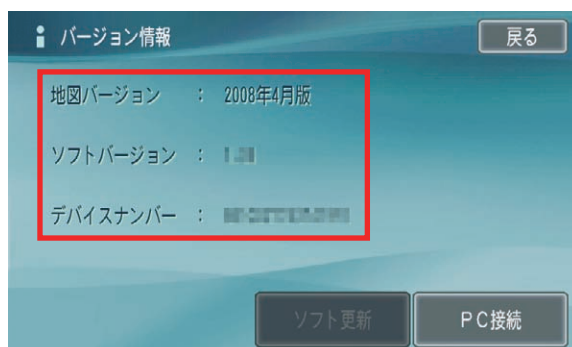 バージョン情報
戻る
地図バージョン : 2008年4月版
ソフトバージョン :
デバイスナンバー :
ソフト更新
PC接続